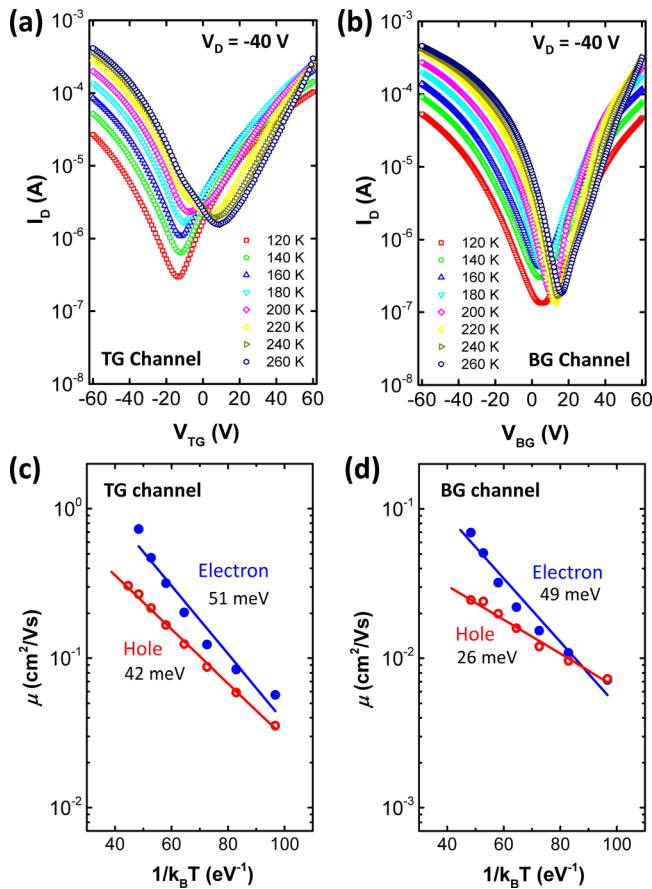 (a)
V_D = -40 V
10⁻³
10⁻⁴
10⁻⁵
10⁻⁶
10⁻⁷
10⁻⁸
I_D (A)
120 K
140 K
160 K
180 K
200 K
220 K
240 K
260 K
TG Channel
-60 -40 -20 0 20 40 60
V_TG (V)
(b)
V_D = -40 V
10⁻³
10⁻⁴
10⁻⁵
10⁻⁶
10⁻⁷
10⁻⁸
I_D (A)
120 K
140 K
160 K
180 K
200 K
220 K
240 K
260 K
BG Channel
-60 -40 -20 0 20 40 60
V_BG (V)
(c)
TG channel
10⁰
10⁻¹
10⁻²
μ (cm²/Vs)
Electron
51 meV
Hole
42 meV
40 60 80 100
1/k_BT (eV⁻¹)
(d)
BG channel
10⁻¹
10⁻²
10⁻³
μ (cm²/Vs)
Electron
49 meV
Hole
26 meV
40 60 80 100
1/k_BT (eV⁻¹)